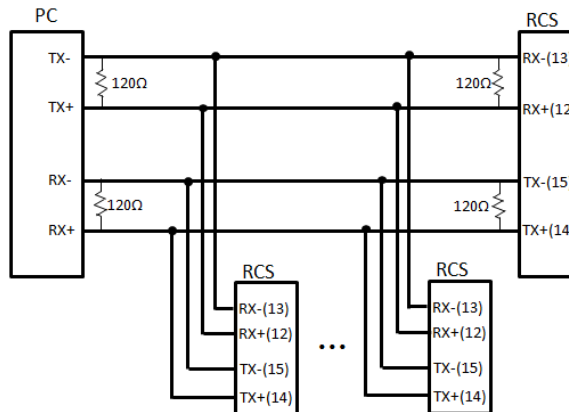 PC
RCS
TX-
RX-(13)
120Ω
120Ω
TX+
RX+(12
RX-
TX-(15)
120Ω
120Ω
RX+
TX+(14
RCS
RCS
RX-(13)
RX-(13)
RX+(12)
RX+(12)
...
TX-(15)
TX-(15)
TX+(14)
TX+(14)